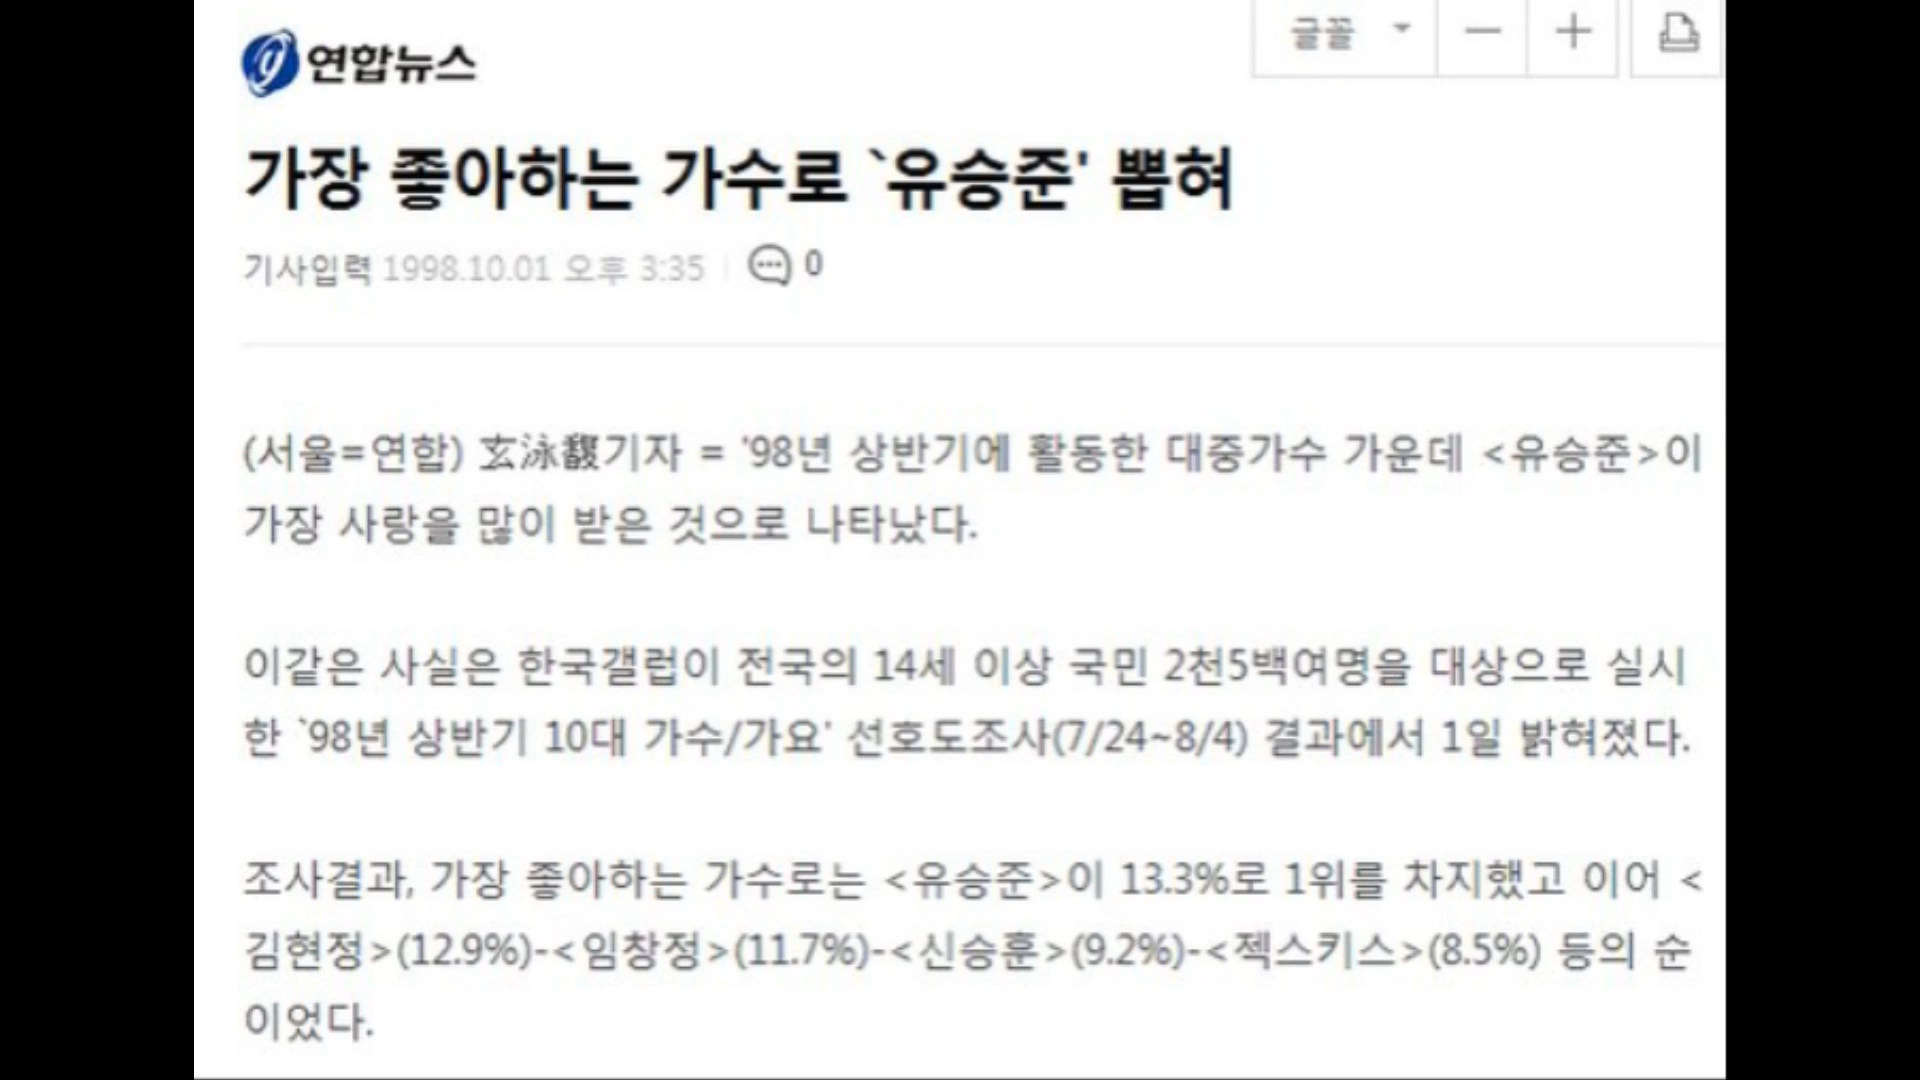 연합뉴스
글꼴
가장 좋아하는 가수로 `유승준' 뽑혀
기사입력 1998.10.01 오후 3:35 0
(서울=연합) 玄泳馥기자 = '98년 상반기에 활동한 대중가수 가운데 <유승준>이
가장 사랑을 많이 받은 것으로 나타났다.
이같은 사실은 한국갤럽이 전국의 14세 이상 국민 2천5백여명을 대상으로 실시
한 `98년 상반기 10대 가수/가요' 선호도조사(7/24~8/4) 결과에서 1일 밝혀졌다.
조사결과, 가장 좋아하는 가수로는 <유승준>이 13.3%로 1위를 차지했고 이어 <
김현정>(12.9%)-<임창정>(11.7%)-<신승훈>(9.2%)-<젝스키스>(8.5%) 등의 순
이었다.